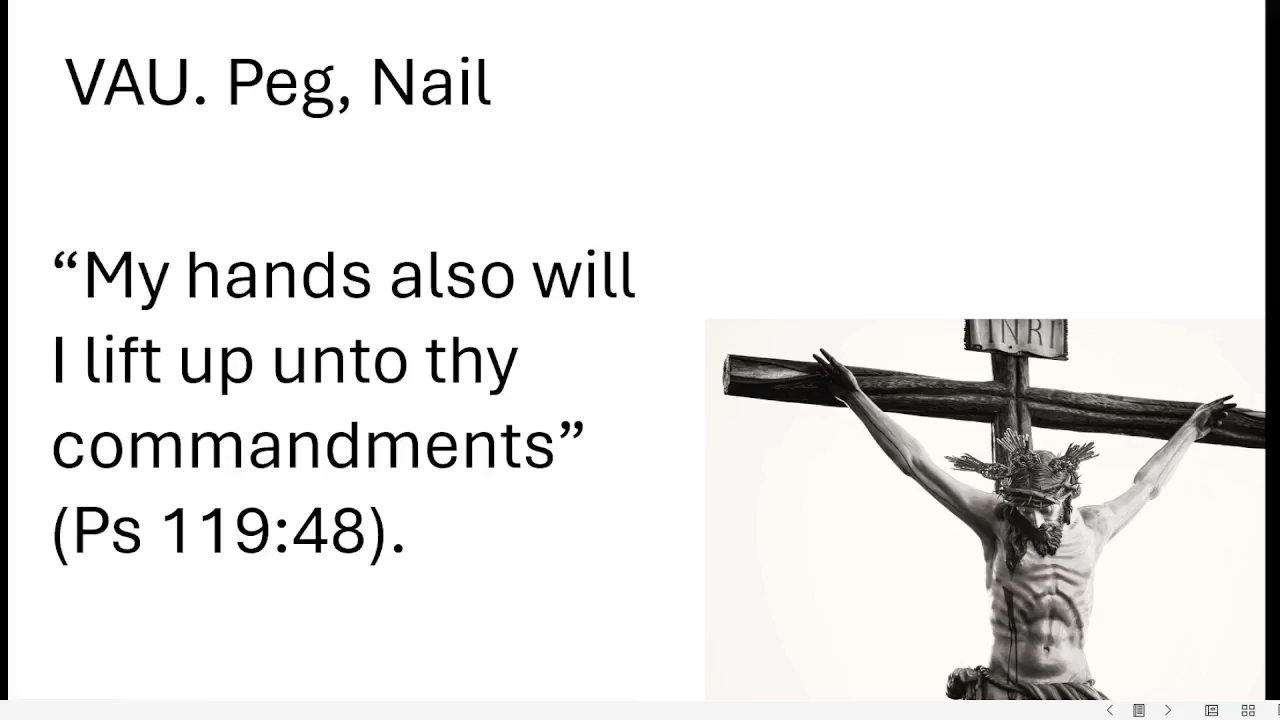 VAU. Peg, Nail
“My hands also will
I lift up unto thy
commandments”
(Ps 119:48).
INRI